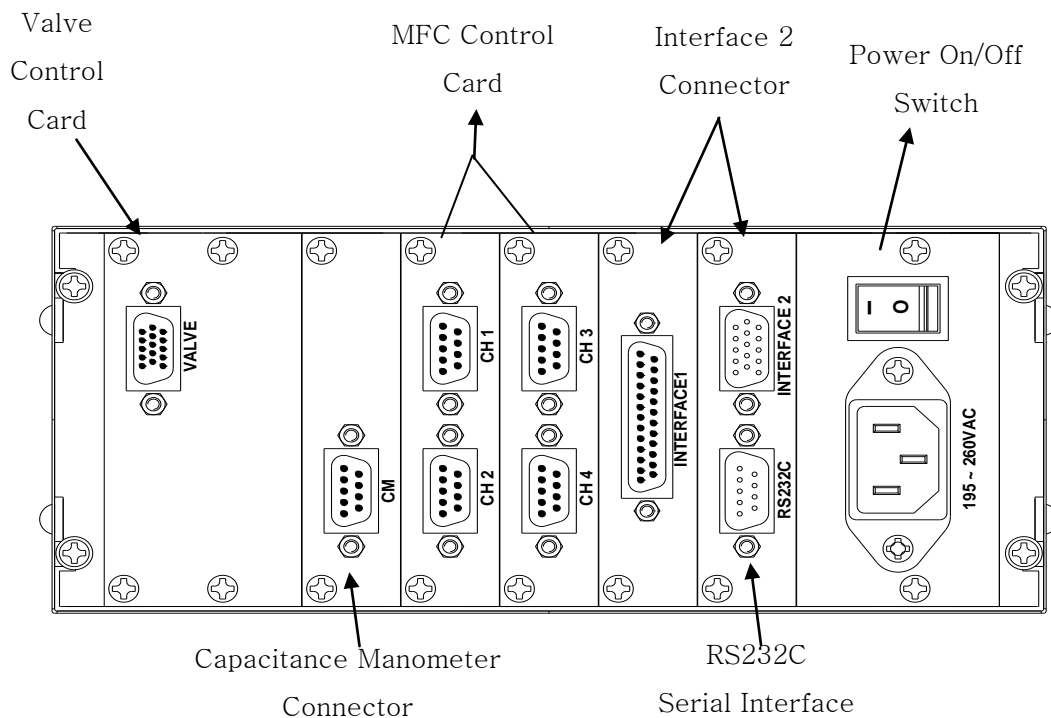 Valve
Control
Card
MFC Control
Card
Interface 2
Connector
Power On/Off
Switch
VALVE
CM
CH 1
CH 2
CH 3
CH 4
INTERFACE1
INTERFACE 2
RS232C
I O
195 ~ 260VAC
Capacitance Manometer
Connector
RS232C
Serial Interface